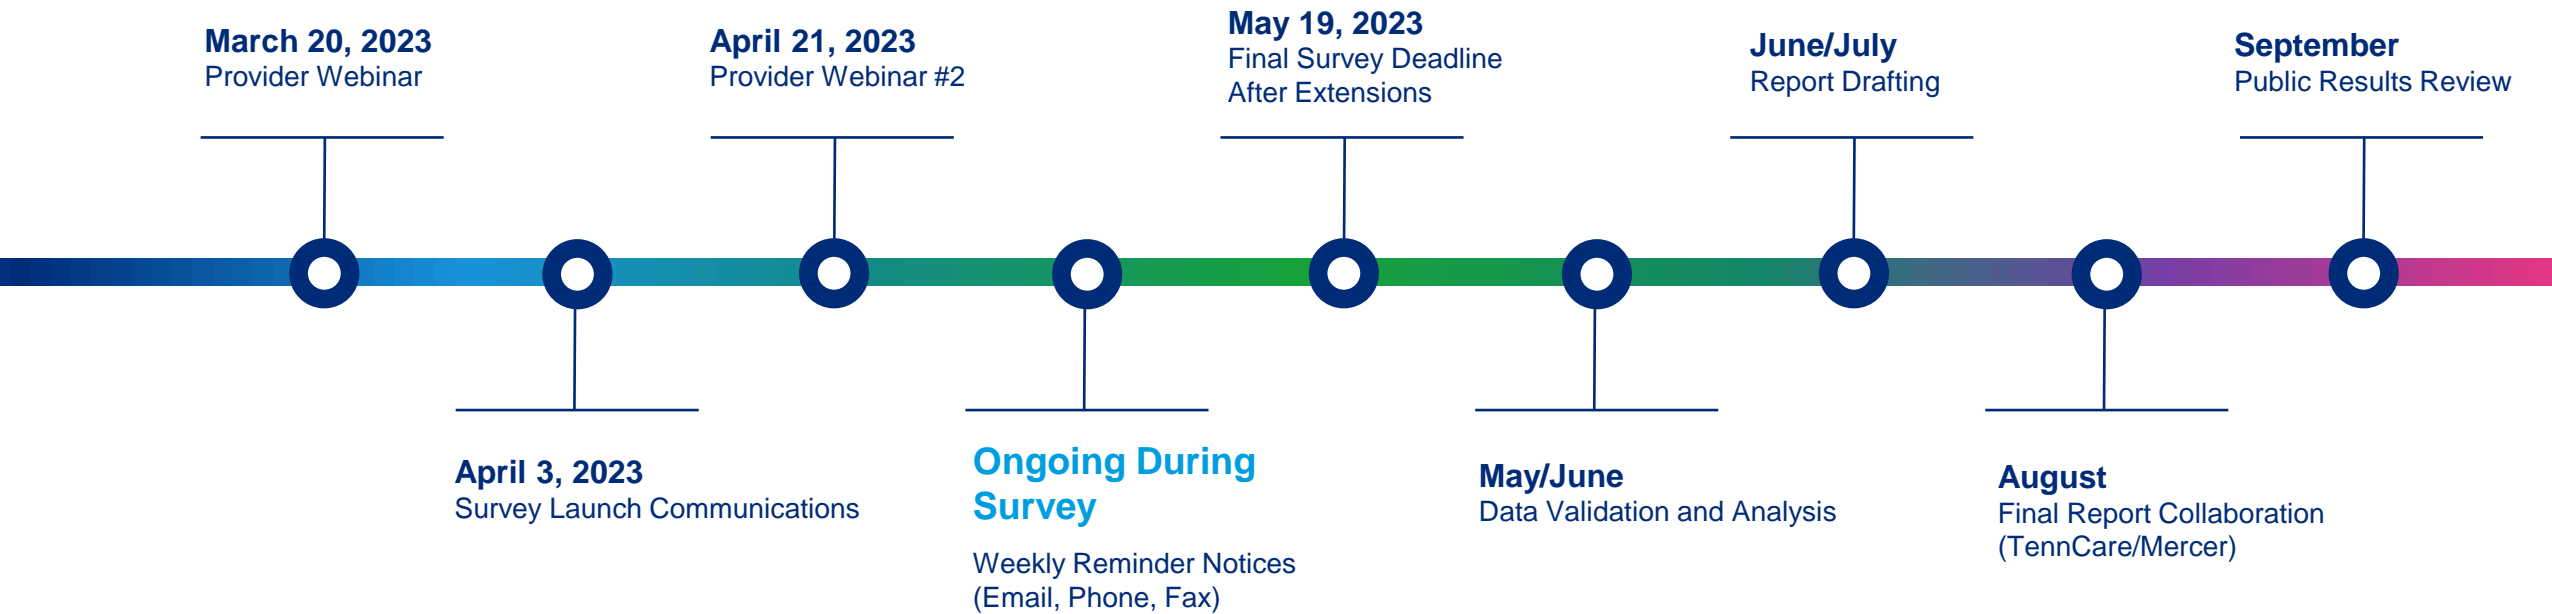 March 20, 2023
Provider Webinar
April 3, 2023
Survey Launch Communications
April 21, 2023
Provider Webinar #2
Ongoing During
Survey
Weekly Reminder Notices
(Email, Phone, Fax)
May 19, 2023
Final Survey Deadline
After Extensions
May/June
Data Validation and Analysis
June/July
Report Drafting
August
Final Report Collaboration
(TennCare/Mercer)
September
Public Results Review